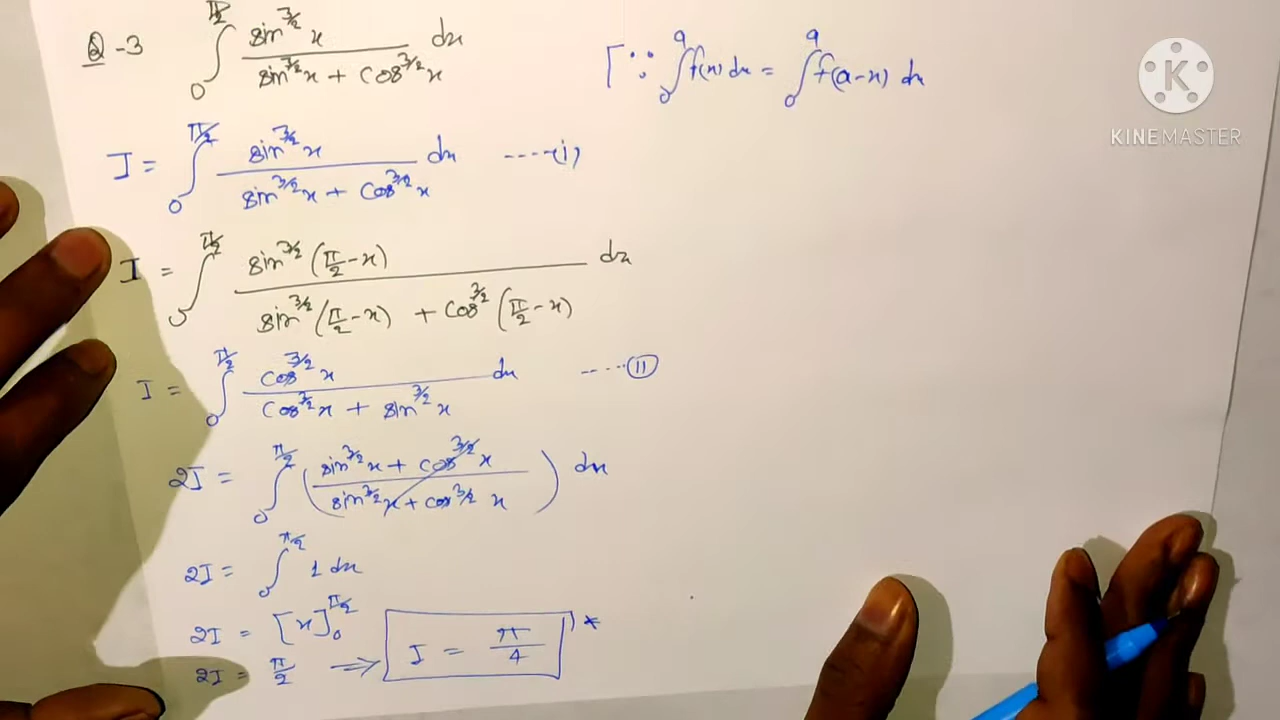 Q-3 ∫₀^{π/2} sin^{3/2} x / (sin^{3/2} x + cos^{3/2} x) dx [∵ ∫₀^a f(x) dx = ∫₀^a f(a-x) dx
I = ∫₀^{π/2} sin^{3/2} x / (sin^{3/2} x + cos^{3/2} x) dx ----(i)
I = ∫₀^{π/2} sin^{3/2} (π/2 - x) / (sin^{3/2} (π/2 - x) + cos^{3/2} (π/2 - x)) dx
I = ∫₀^{π/2} cos^{3/2} x / (cos^{3/2} x + sin^{3/2} x) dx ----(II)
2I = ∫₀^{π/2} ( (sin^{3/2} x + cos^{3/2} x) / (sin^{3/2} x + cos^{3/2} x) ) dx
2I = ∫₀^{π/2} 1 dx
2I = [x]₀^{π/2}
2I = π/2 ⇒ I = π/4 *
KINEMASTER